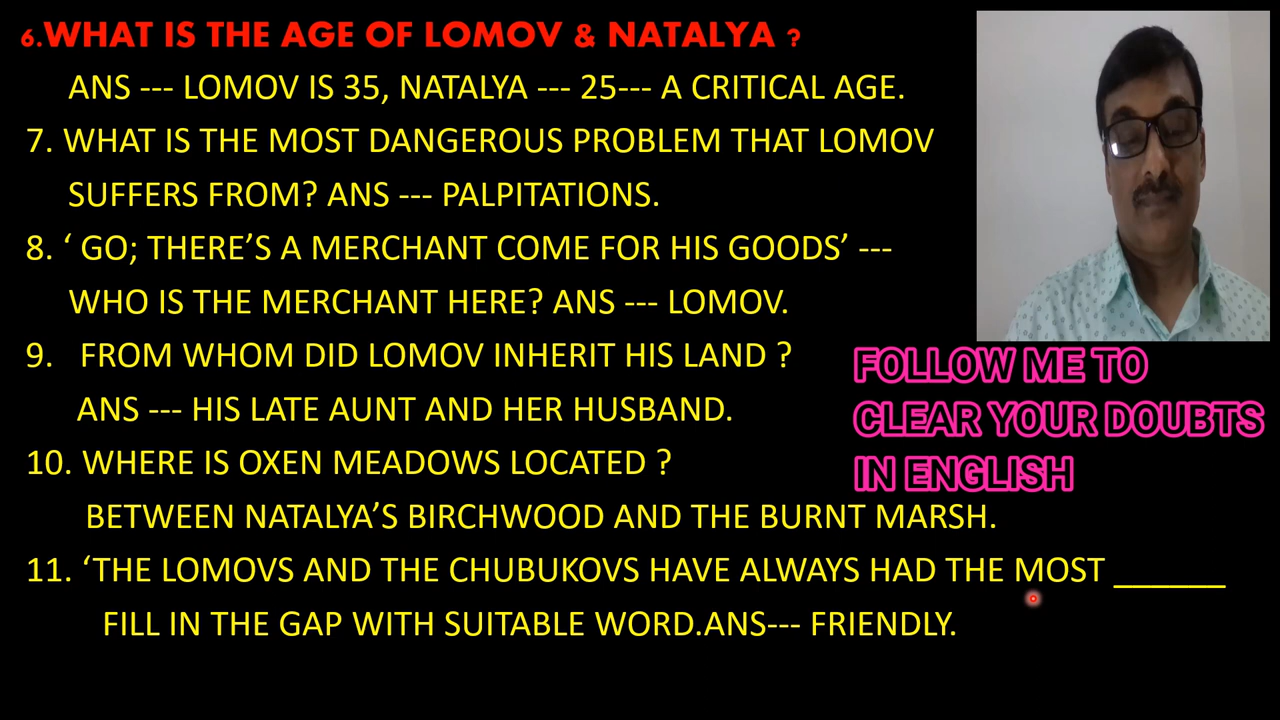 6.WHAT IS THE AGE OF LOMOV & NATALYA ?
ANS --- LOMOV IS 35, NATALYA --- 25--- A CRITICAL AGE.
7. WHAT IS THE MOST DANGEROUS PROBLEM THAT LOMOV
SUFFERS FROM? ANS --- PALPITATIONS.
8. ‘ GO; THERE’S A MERCHANT COME FOR HIS GOODS’ ---
WHO IS THE MERCHANT HERE? ANS --- LOMOV.
9. FROM WHOM DID LOMOV INHERIT HIS LAND ?
ANS --- HIS LATE AUNT AND HER HUSBAND.
10. WHERE IS OXEN MEADOWS LOCATED ?
BETWEEN NATALYA’S BIRCHWOOD AND THE BURNT MARSH.
11. ‘THE LOMOVS AND THE CHUBUKOVS HAVE ALWAYS HAD THE MOST ______
FILL IN THE GAP WITH SUITABLE WORD.ANS--- FRIENDLY.
FOLLOW ME TO
CLEAR YOUR DOUBTS
IN ENGLISH